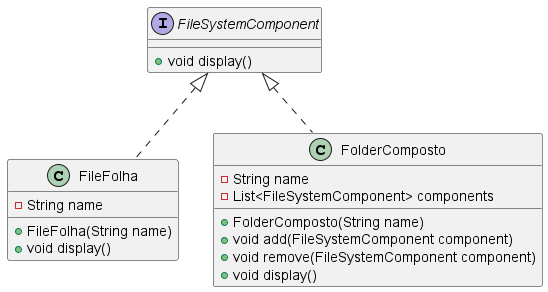 I FileSystemComponent
void display()
C FileFolha
String name
FileFolha(String name)
void display()
C FolderComposto
String name
List<FileSystemComponent> components
FolderComposto(String name)
void add(FileSystemComponent component)
void remove(FileSystemComponent component)
void display()